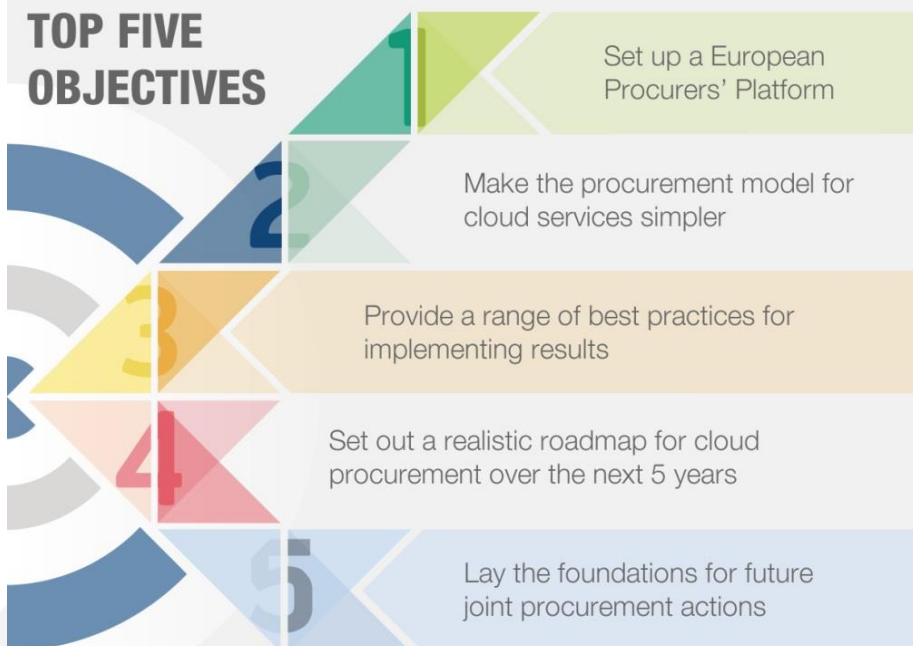 TOP FIVE
OBJECTIVES
1
Set up a European
Procurers’ Platform
2
Make the procurement model for
cloud services simpler
3
Provide a range of best practices for
implementing results
4
Set out a realistic roadmap for cloud
procurement over the next 5 years
5
Lay the foundations for future
joint procurement actions